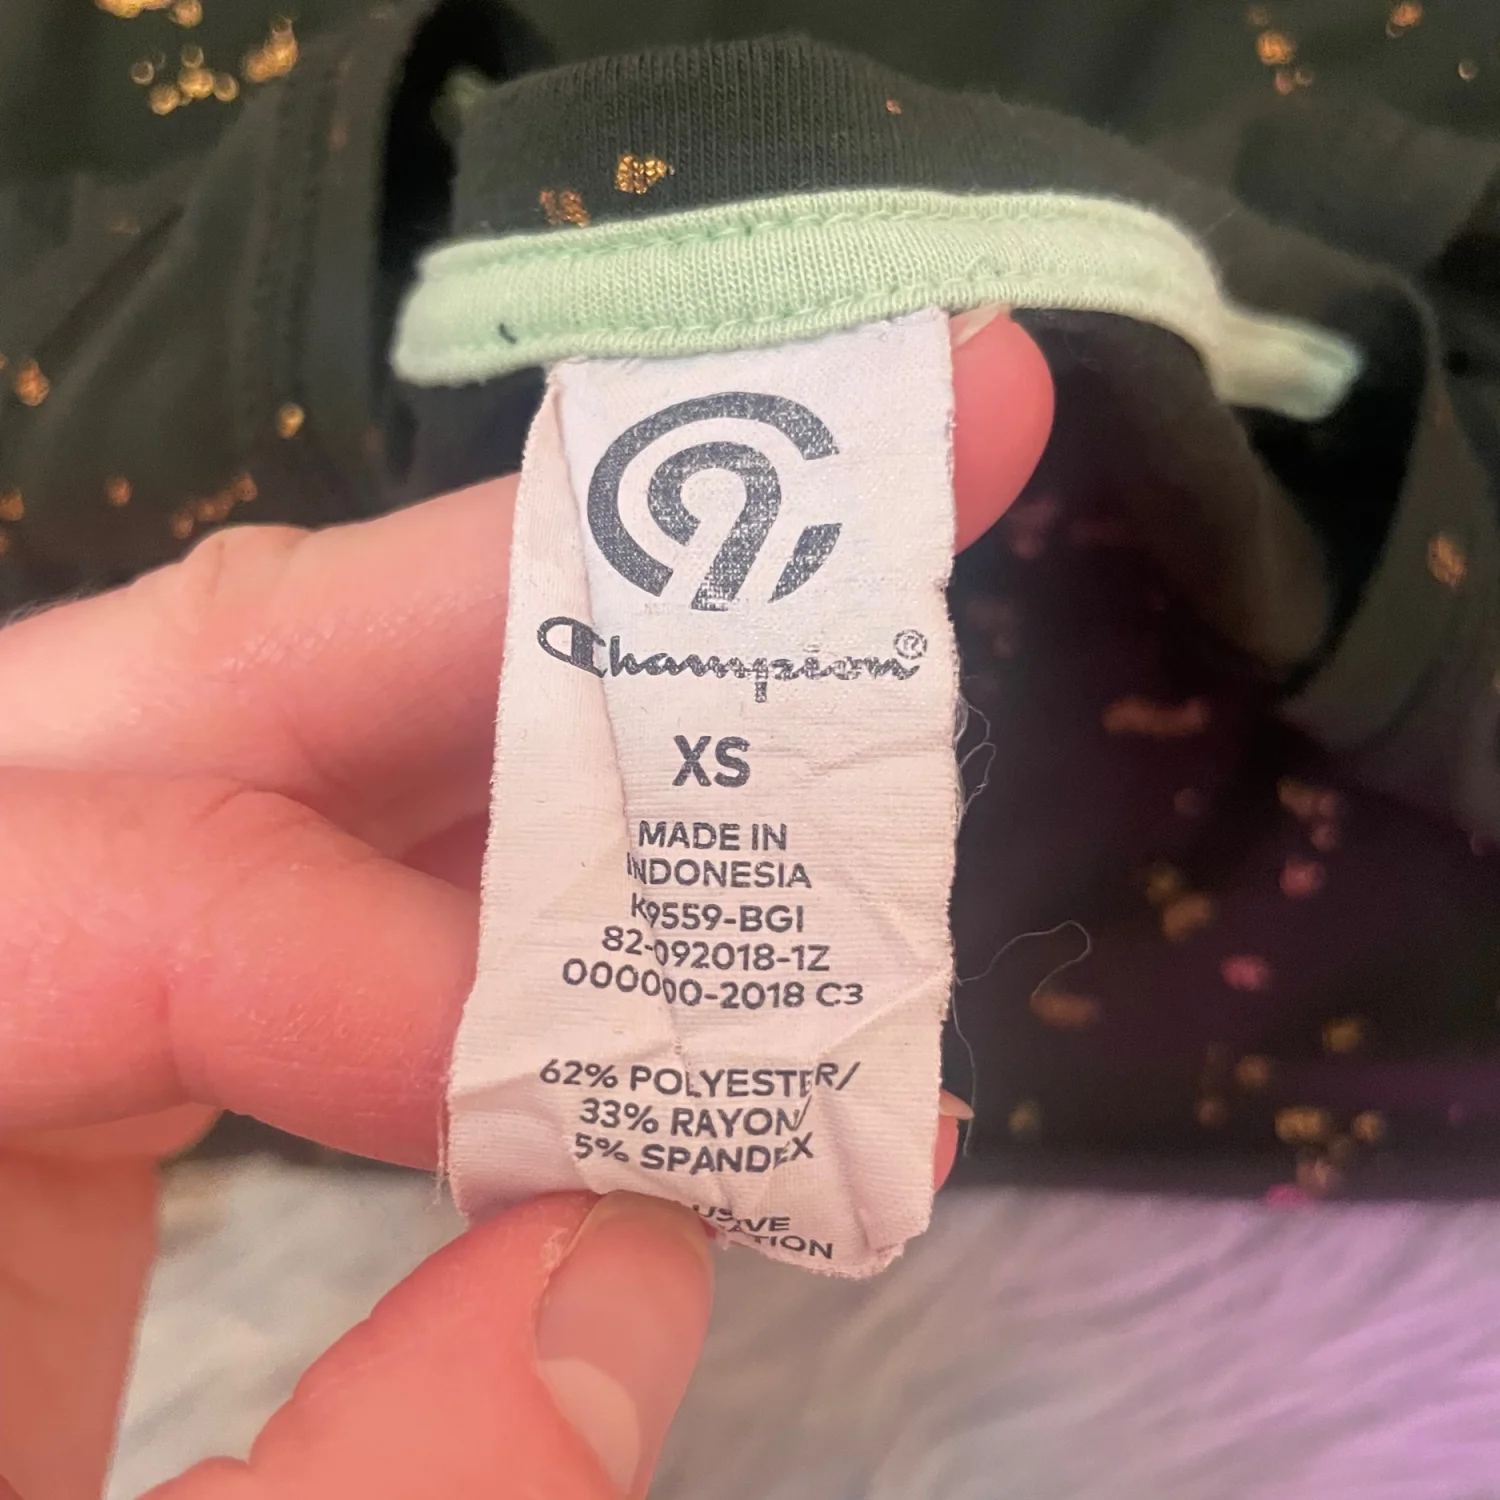 C9
Champion®
XS
MADE IN
INDONESIA
K9559-BGI
82-092018-1Z
000000-2018 C3
62% POLYESTER/
33% RAYON/
5% SPANDEX